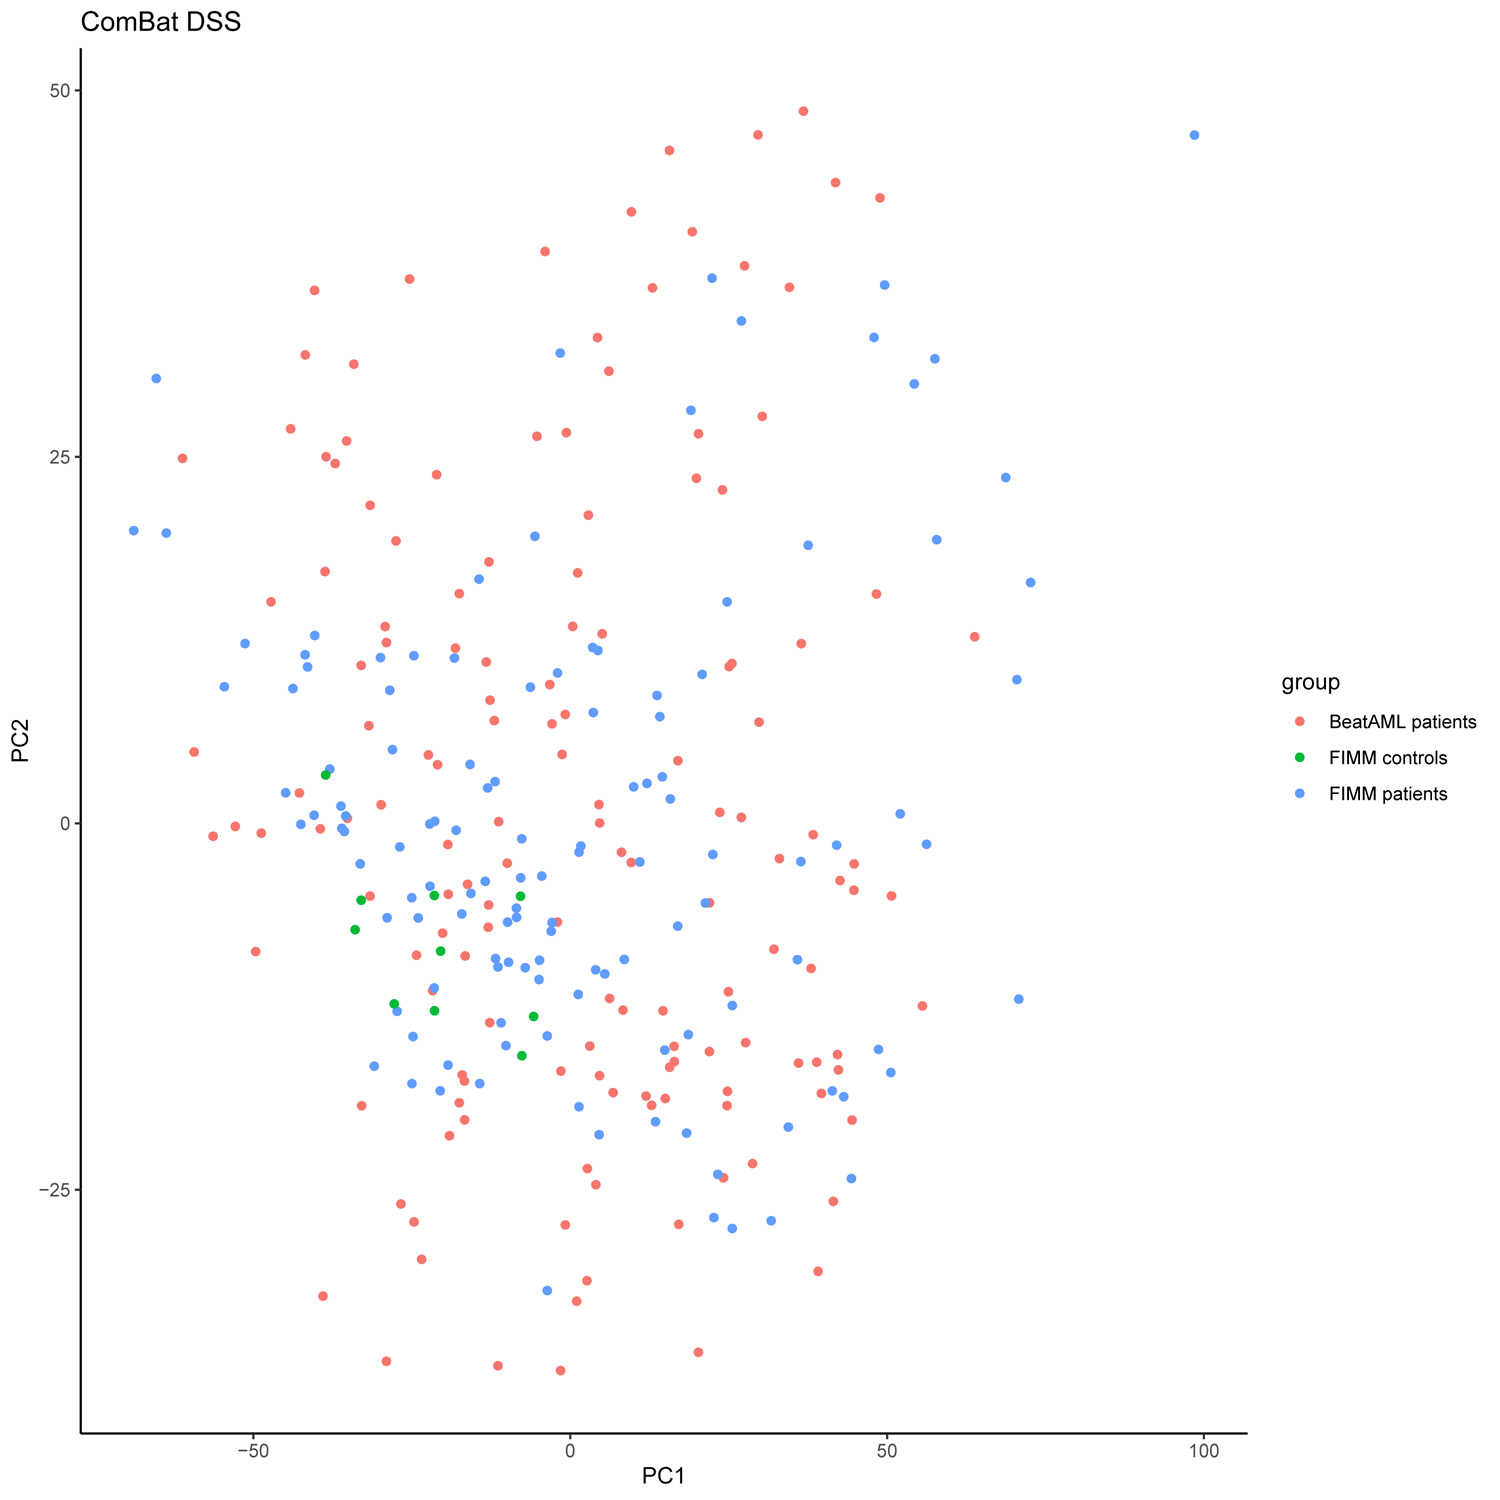 ComBat DSS
50
25
0
−25
PC2
−50
0
50
100
PC1
group
BeatAML patients
FIMM controls
FIMM patients